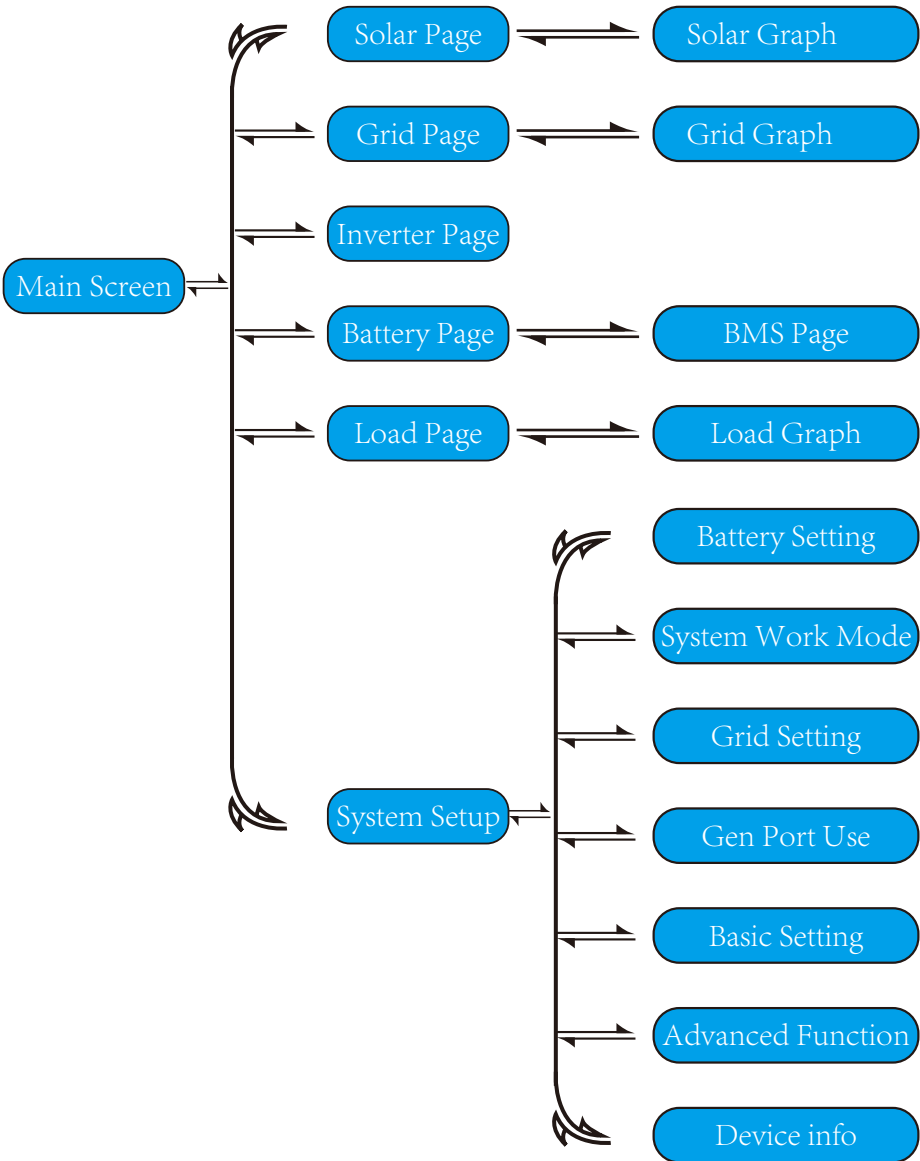 Solar Page
Solar Graph
Grid Page
Grid Graph
Inverter Page
Main Screen
Battery Page
BMS Page
Load Page
Load Graph
Battery Setting
System Work Mode
Grid Setting
System Setup
Gen Port Use
Basic Setting
Advanced Function
Device info